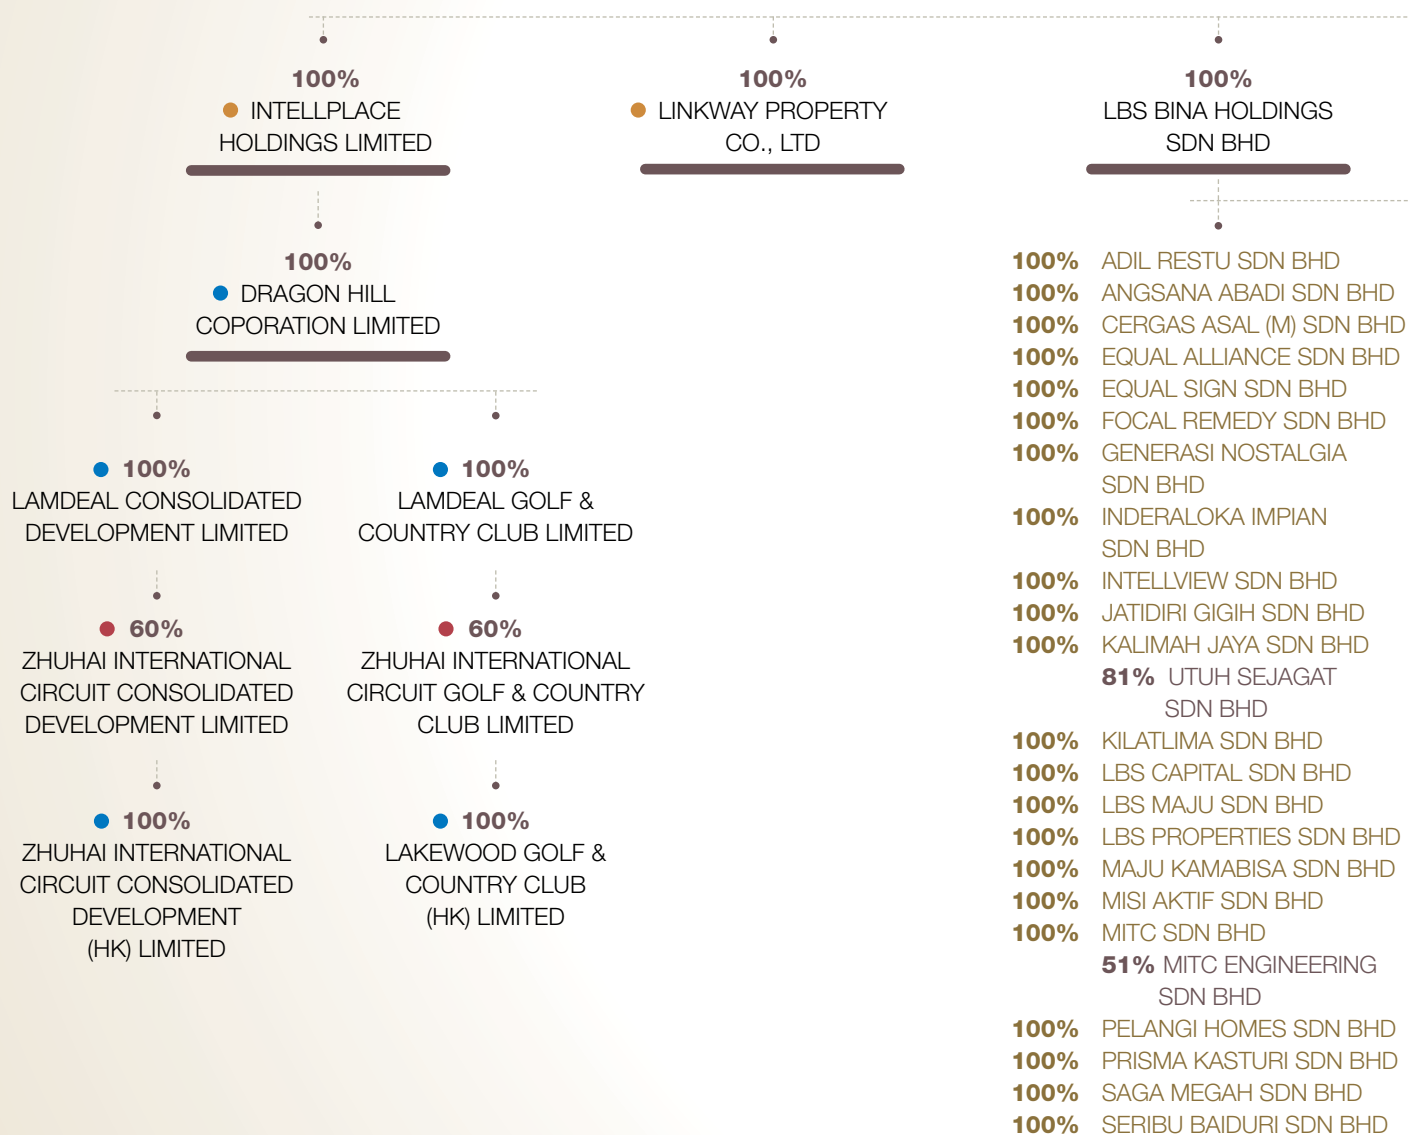 100%
INTELLPLACE
HOLDINGS LIMITED
100%
LINKWAY PROPERTY
CO., LTD
100%
LBS BINA HOLDINGS
SDN BHD
100%
DRAGON HILL
COPORATION LIMITED
100%
LAMDEAL CONSOLIDATED
DEVELOPMENT LIMITED
100%
LAMDEAL GOLF &
COUNTRY CLUB LIMITED
60%
ZHUHAI INTERNATIONAL
CIRCUIT CONSOLIDATED
DEVELOPMENT LIMITED
60%
ZHUHAI INTERNATIONAL
CIRCUIT GOLF & COUNTRY
CLUB LIMITED
100%
ZHUHAI INTERNATIONAL
CIRCUIT CONSOLIDATED
DEVELOPMENT
(HK) LIMITED
100%
LAKEWOOD GOLF &
COUNTRY CLUB
(HK) LIMITED
100% ADIL RESTU SDN BHD
100% ANGSANA ABADI SDN BHD
100% CERGAS ASAL (M) SDN BHD
100% EQUAL ALLIANCE SDN BHD
100% EQUAL SIGN SDN BHD
100% FOCAL REMEDY SDN BHD
100% GENERASI NOSTALGIA
SDN BHD
100% INDERALOKA IMPIAN
SDN BHD
100% INTELLVIEW SDN BHD
100% JATIDIRI GIGIH SDN BHD
100% KALIMAH JAYA SDN BHD
81% UTUH SEJAGAT
SDN BHD
100% KILATLIMA SDN BHD
100% LBS CAPITAL SDN BHD
100% LBS MAJU SDN BHD
100% LBS PROPERTIES SDN BHD
100% MAJU KAMABISA SDN BHD
100% MISI AKTIF SDN BHD
100% MITC SDN BHD
51% MITC ENGINEERING
SDN BHD
100% PELANGI HOMES SDN BHD
100% PRISMA KASTURI SDN BHD
100% SAGA MEGAH SDN BHD
100% SERIBU BAIDURI SDN BHD